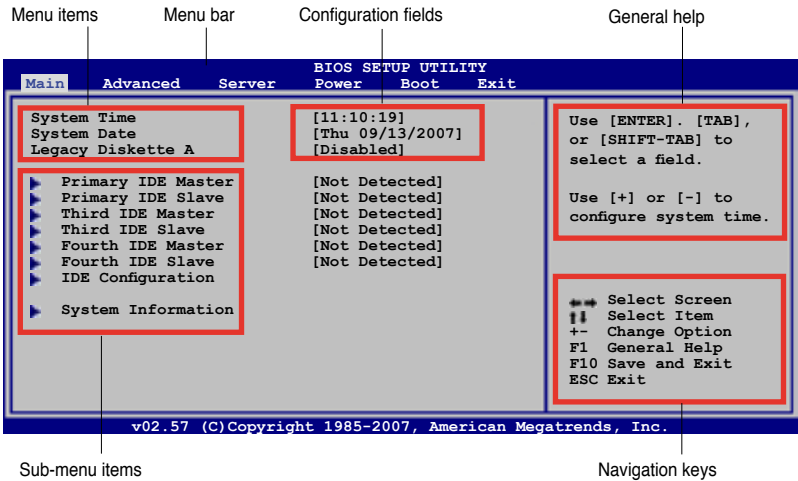 Menu items Menu bar Configuration fields General help
BIOS SETUP UTILITY
Main Advanced Server Power Boot Exit
System Time [11:10:19]
System Date [Thu 09/13/2007]
Legacy Diskette A [Disabled]
Primary IDE Master [Not Detected]
Primary IDE Slave [Not Detected]
Third IDE Master [Not Detected]
Third IDE Slave [Not Detected]
Fourth IDE Master [Not Detected]
Fourth IDE Slave [Not Detected]
IDE Configuration
System Information
Use [ENTER]. [TAB],
or [SHIFT-TAB] to
select a field.
Use [+] or [-] to
configure system time.
Select Screen
Select Item
+- Change Option
F1 General Help
F10 Save and Exit
ESC Exit
v02.57 (C)Copyright 1985-2007, American Megatrends, Inc.
Sub-menu items Navigation keys